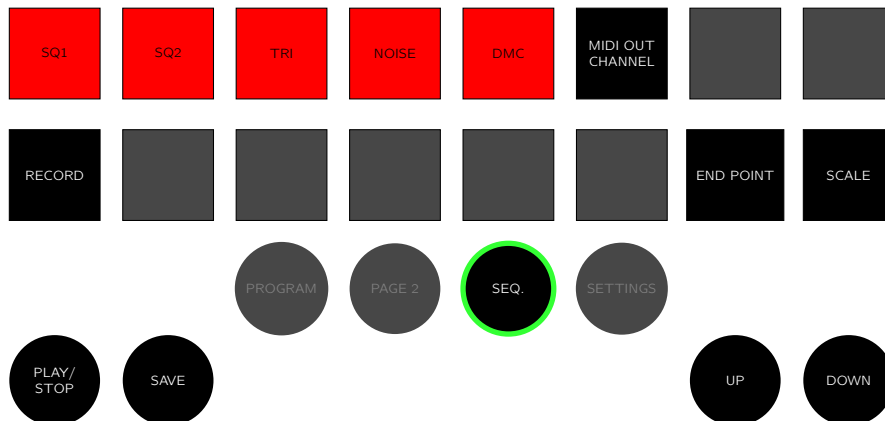 SQ1
SQ2
TRI
NOISE
DMC
MIDI OUT
CHANNEL
RECORD
END POINT
SCALE
PROGRAM
PAGE 2
SEQ.
SETTINGS
PLAY/
STOP
SAVE
UP
DOWN